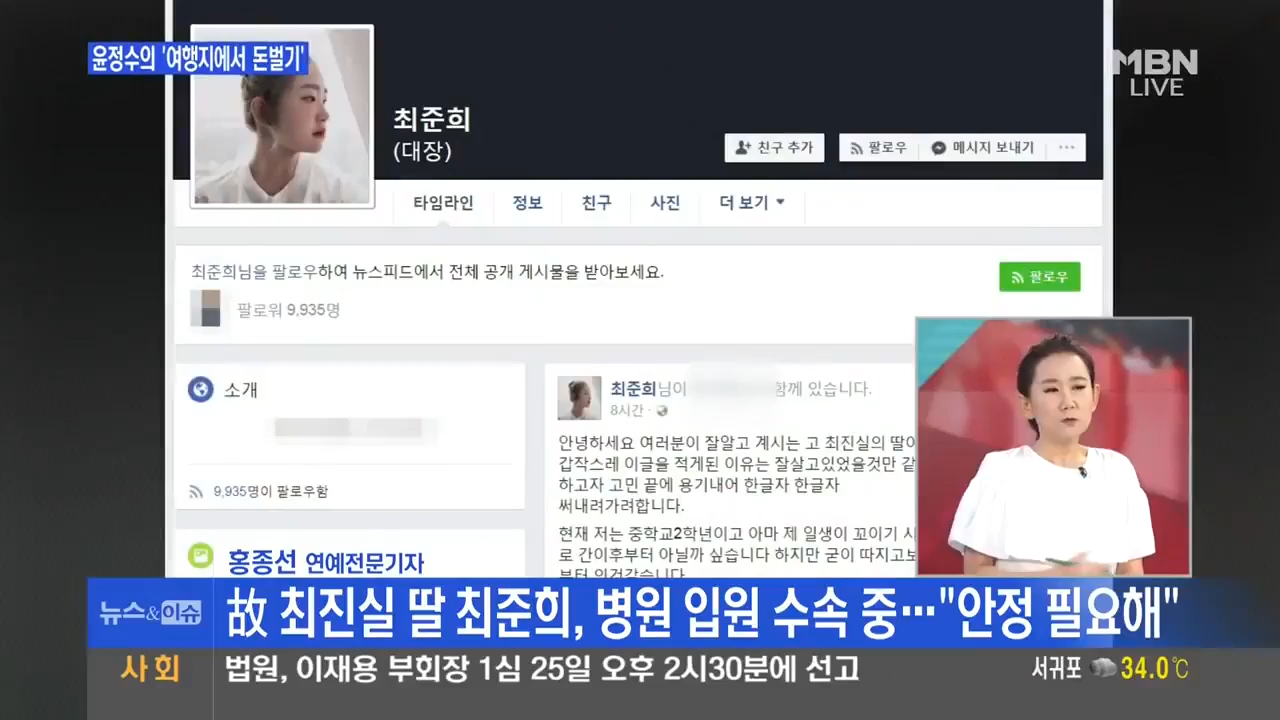 윤정수의 '여행지에서 돈벌기'
MBN
LIVE
최준희
(대장)
친구 추가
팔로우
메시지 보내기
···
타임라인
정보
친구
사진
더 보기
최준희님을 팔로우하여 뉴스피드에서 전체 공개 게시물을 받아보세요.
팔로우
팔로워 9,935명
소개
9,935명이 팔로우함
최준희님이 함께 있습니다.
8시간 ·
안녕하세요 여러분이 잘알고 계시는 고 최진실의 딸이
갑작스레 이글을 적게된 이유는 잘살고있었을것만 같
하고자 고민 끝에 용기내어 한글자 한글자
써내려가려합니다.
현재 저는 중학교2학년이고 아마 제 일생이 꼬이기 시
로 간이후부터 아닐까 싶습니다 하지만 굳이 따지고보
홍종선 연예전문기자
뉴스&이슈
故 최진실 딸 최준희, 병원 입원 수속 중…"안정 필요해"
사회
법원, 이재용 부회장 1심 25일 오후 2시30분에 선고
서귀포 34.0℃